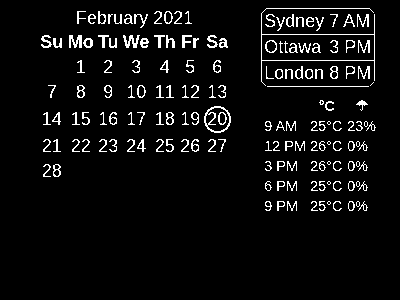 February 2021
Su Mo Tu We Th Fr Sa
1 2 3 4 5 6
7 8 9 10 11 12 13
14 15 16 17 18 19 20
21 22 23 24 25 26 27
28
Sydney 7 AM
Ottawa 3 PM
London 8 PM
°C ☂
9 AM 25°C 23%
12 PM 26°C 0%
3 PM 26°C 0%
6 PM 25°C 0%
9 PM 25°C 0%